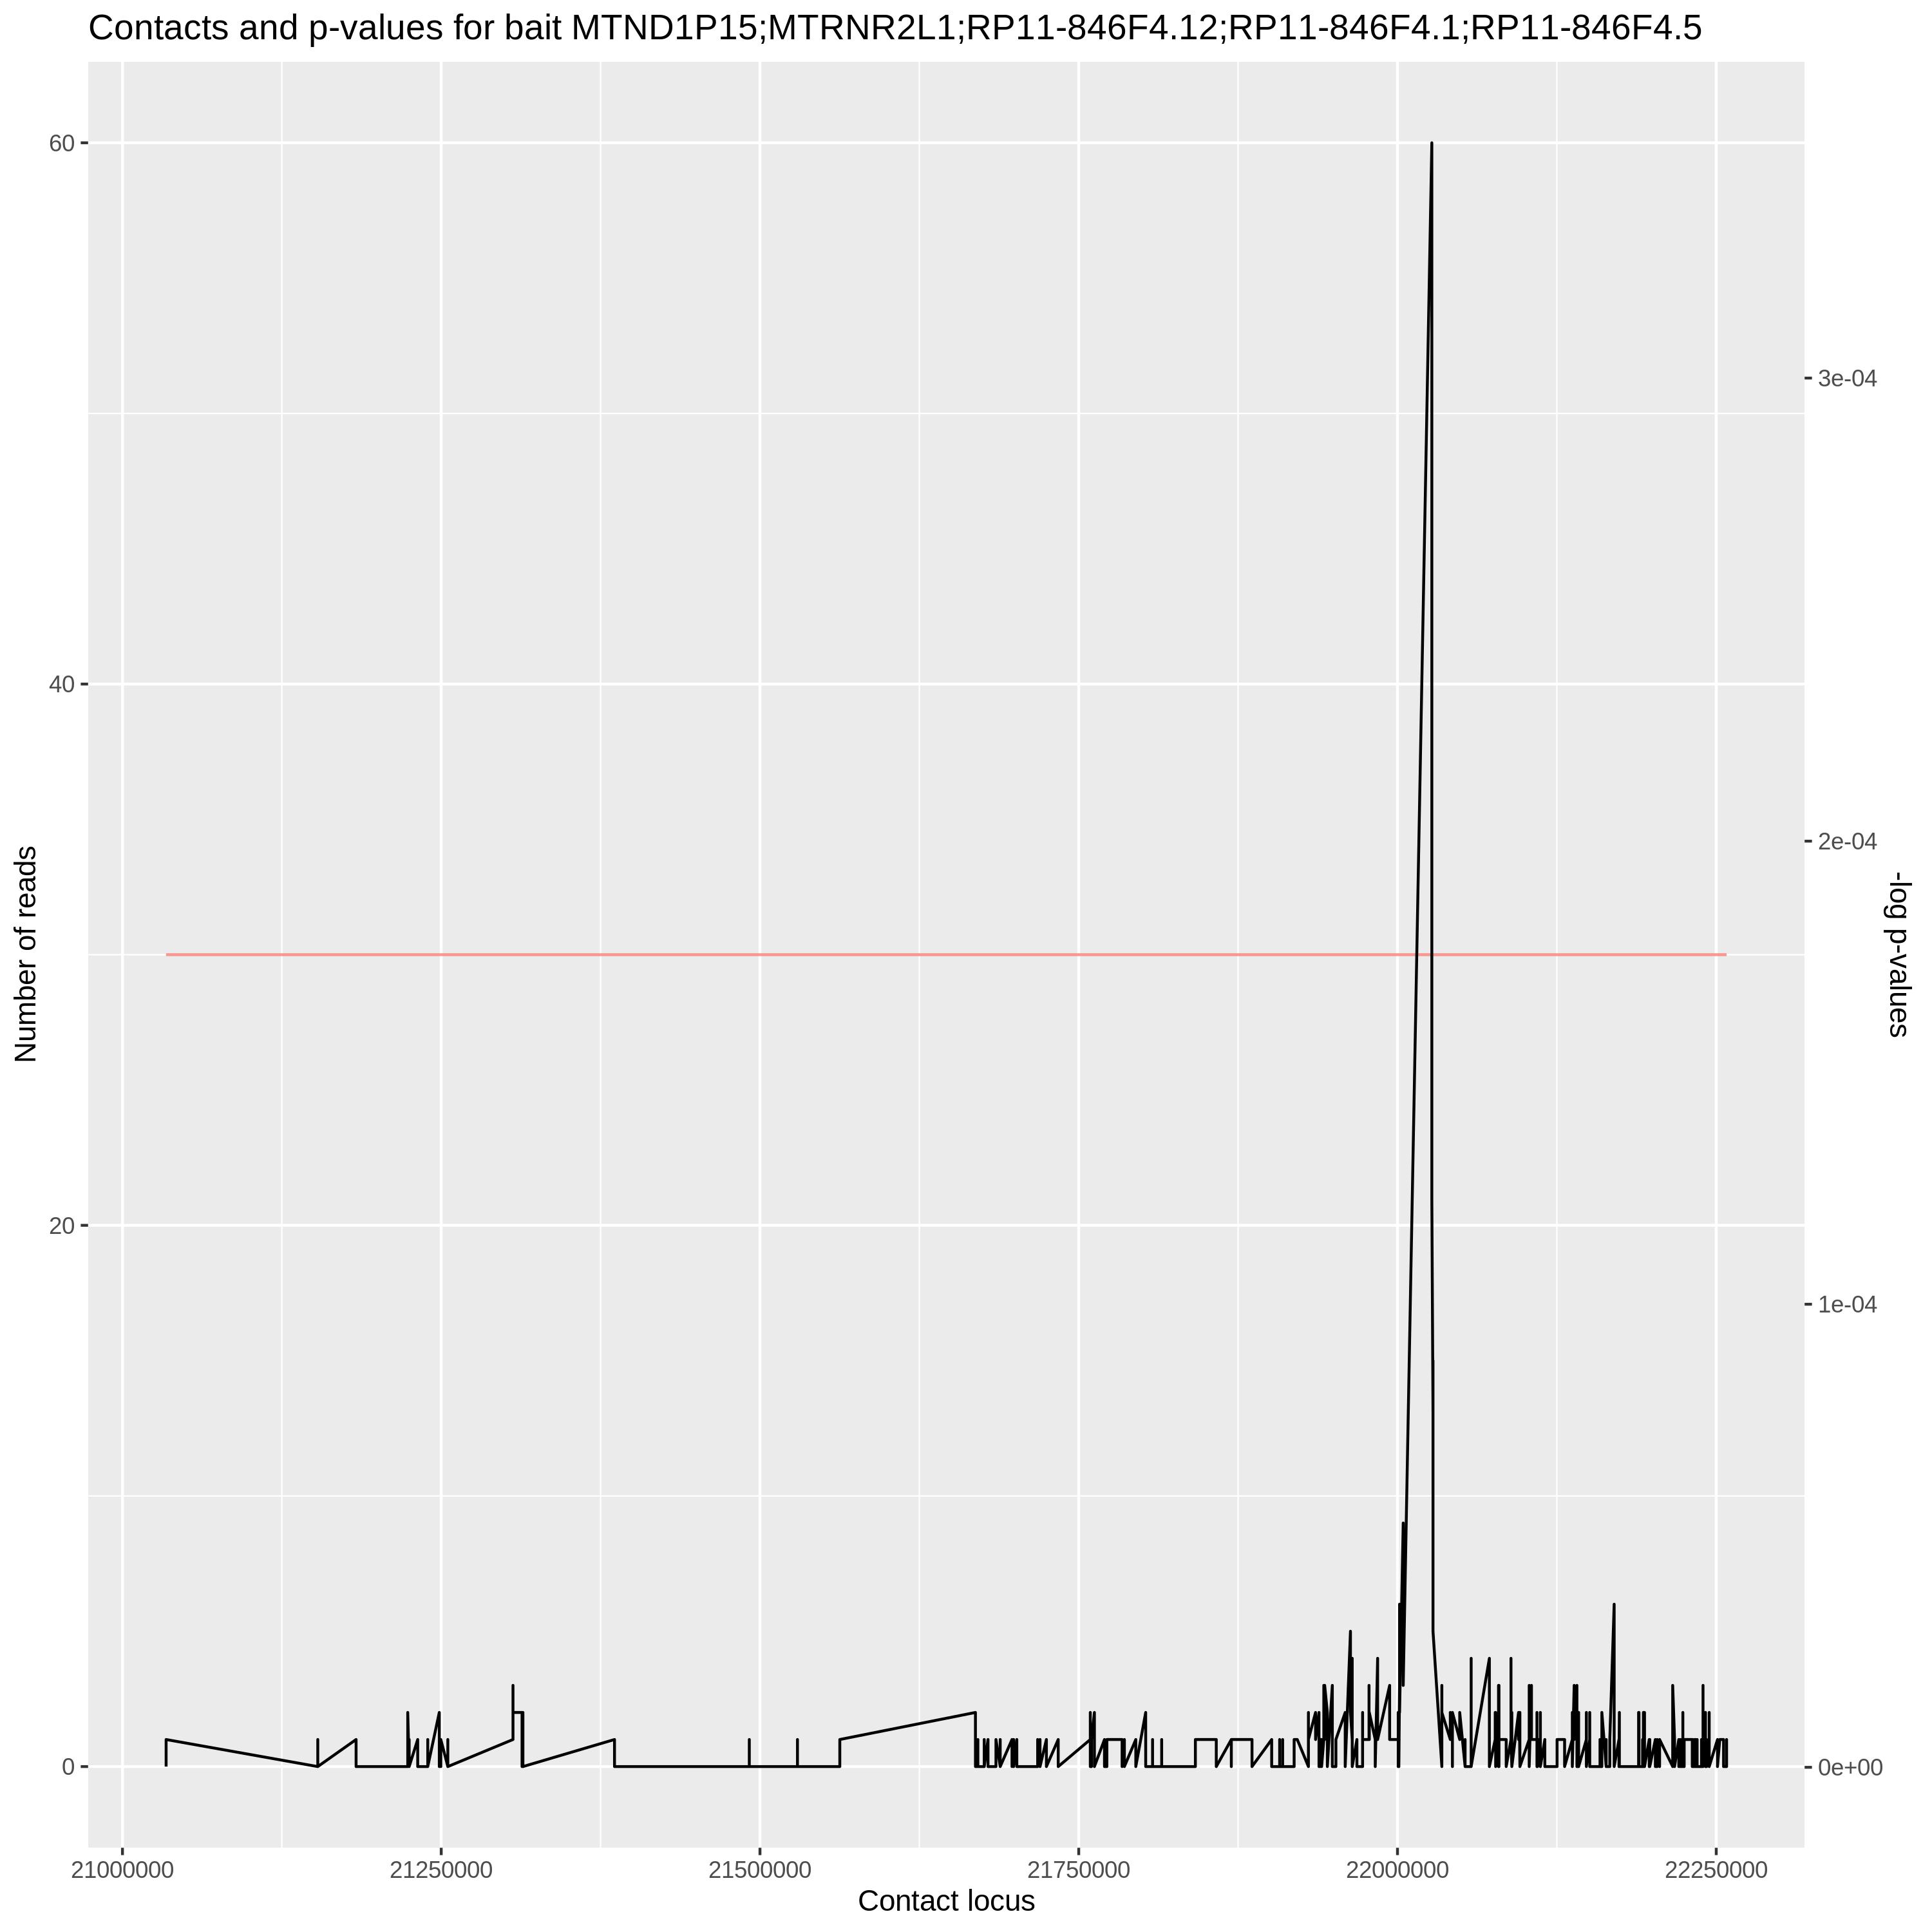 Contacts and p-values for bait MTND1P15;MTRNR2L1;RP11-846F4.12;RP11-846F4.1;RP11-846F4.5
60
40
20
0
Number of reads
3e-04
2e-04
1e-04
0e+00
-log p-values
21000000 21250000 21500000 21750000 22000000 22250000
Contact locus